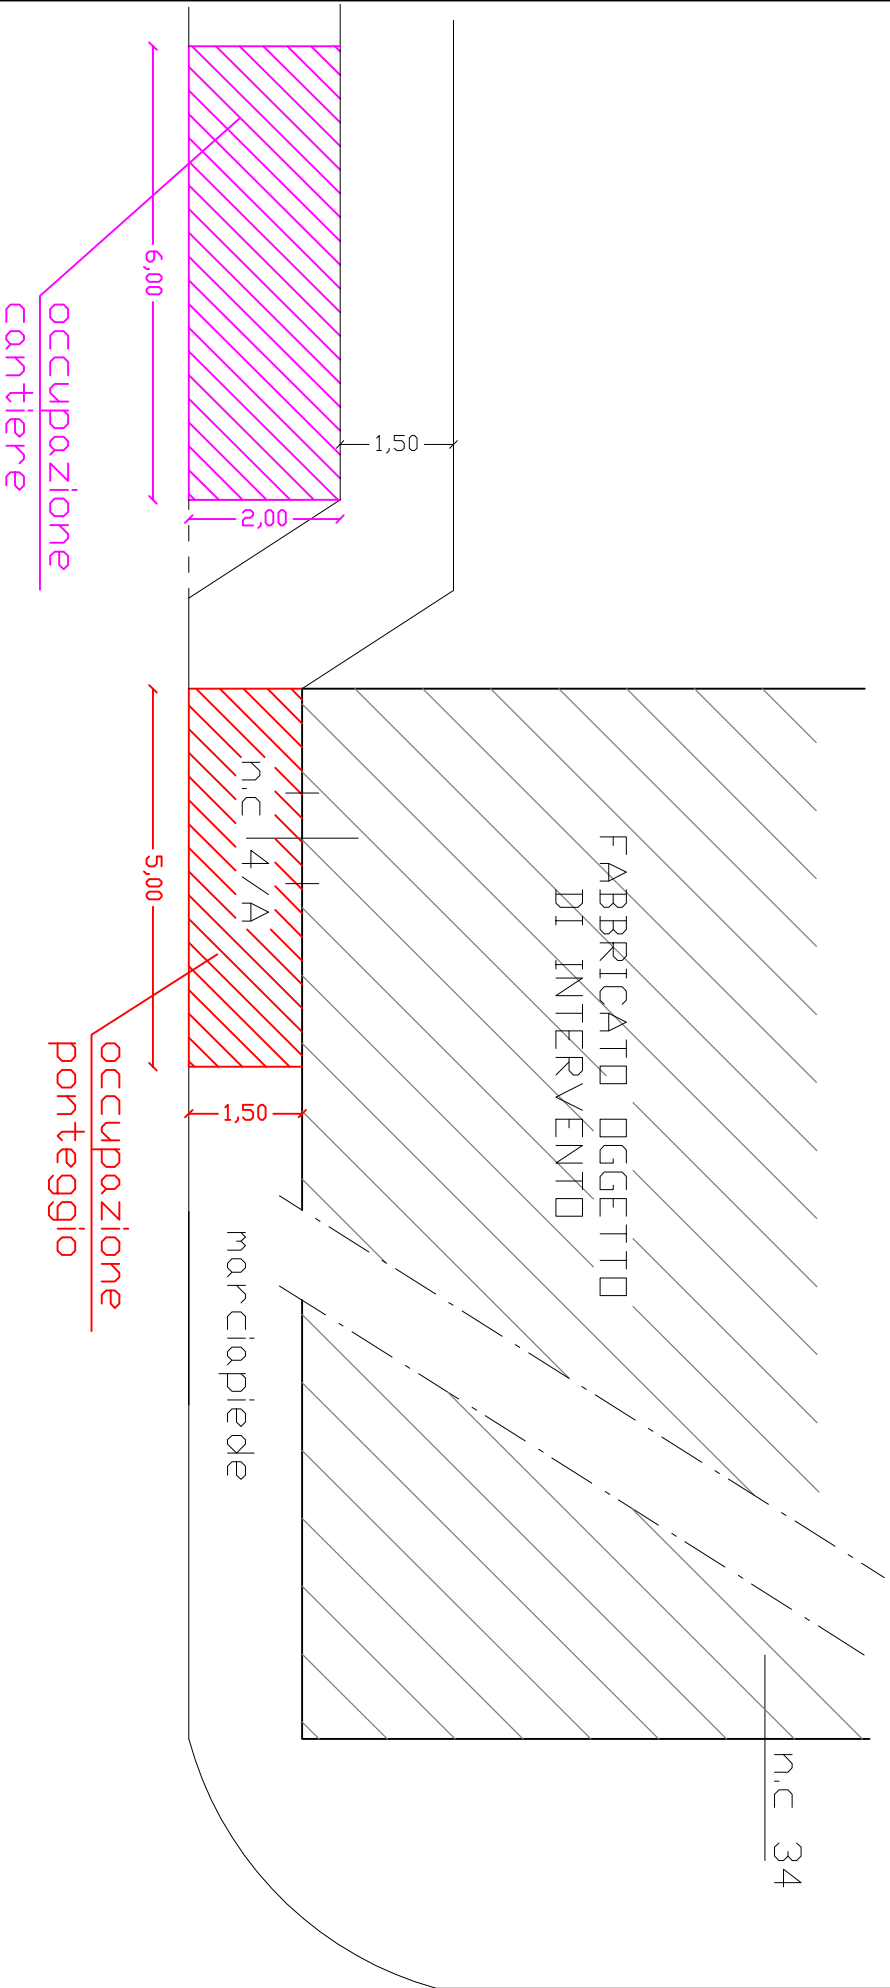 6,00
occupazione
cantiere
1,50
2,00
n.c 4/A
5,00
occupazione
ponteggio
1,50
FABBRICATO OGGETTO
DI INTERVENTO
marciapiede
n.c 34